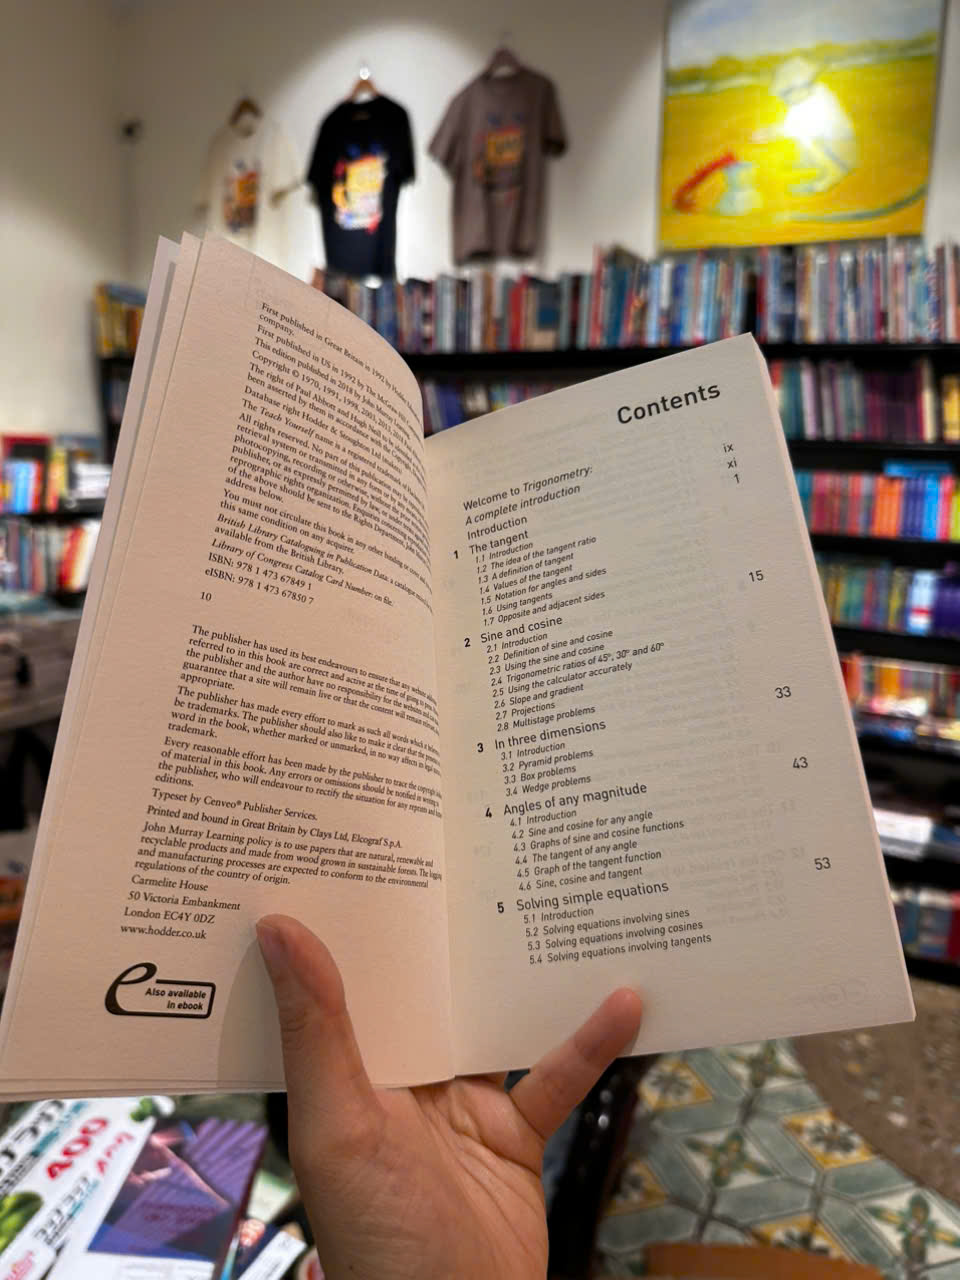 First published in Great Britain in 1992 by Hodder
company.
First published in US in 1992 by The McGraw-Hill Companies,
This edition published in 2018 by John Murray Learning
Copyright © 1970, 1991, 1998, 2003,
The right of Paul Abbott and Hugh Neill to be
been asserted by them in accordance with the
Database right Hodder & Stoughton Ltd (makers)
The Teach Yourself name is a registered trademark of
All rights reserved. No part of this publication may be
retrieval system or transmitted in any form or by any means,
photocopying, recording or otherwise, without the prior
publisher, or as expressly permitted by law, or under
reprographic rights organization. Enquiries concerning
of the above should be sent to the Rights Department,
address below.
You must not circulate this book in any other binding or cover and
this same condition on any acquirer.
British Library Cataloguing in Publication Data: a catalogue
available from the British Library.
Library of Congress Catalog Card Number: on file.
ISBN: 978 1 473 67849 1
eISBN: 978 1 473 67850 7
10
The publisher has used its best endeavours to ensure that any website
referred to in this book are correct and active at the time of going to
the publisher and the author have no responsibility for the websites and can
guarantee that a site will remain live or that the content will remain
appropriate.
The publisher has made every effort to mark as such all words which it
be trademarks. The publisher should also like to make it clear that the
word in the book, whether marked or unmarked, in no way affects its legal
trademark.
Every reasonable effort has been made by the publisher to trace the copyright
of material in this book. Any errors or omissions should be notified in writing to
the publisher, who will endeavour to rectify the situation for any reprints and
editions.
Typeset by Cenveo® Publisher Services.
Printed and bound in Great Britain by Clays Ltd, Elcograf S.p.A.
John Murray Learning policy is to use papers that are natural, renewable and
recyclable products and made from wood grown in sustainable forests. The logging
and manufacturing processes are expected to conform to the environmental
regulations of the country of origin.
Carmelite House
50 Victoria Embankment
London EC4Y 0DZ
www.hodder.co.uk
e Also available
in ebook
Contents
Welcome to Trigonometry: ix
A complete introduction xi
Introduction 1
1 The tangent
1.1 Introduction
1.2 The idea of the tangent ratio
1.3 A definition of tangent
1.4 Values of the tangent
1.5 Notation for angles and sides
1.6 Using tangents
1.7 Opposite and adjacent sides
2 Sine and cosine 15
2.1 Introduction
2.2 Definition of sine and cosine
2.3 Using the sine and cosine
2.4 Trigonometric ratios of 45°, 30° and 60°
2.5 Using the calculator accurately
2.6 Slope and gradient
2.7 Projections
2.8 Multistage problems
3 In three dimensions 33
3.1 Introduction
3.2 Pyramid problems
3.3 Box problems
3.4 Wedge problems
4 Angles of any magnitude 43
4.1 Introduction
4.2 Sine and cosine for any angle
4.3 Graphs of sine and cosine functions
4.4 The tangent of any angle
4.5 Graph of the tangent function
4.6 Sine, cosine and tangent
5 Solving simple equations 53
5.1 Introduction
5.2 Solving equations involving sines
5.3 Solving equations involving cosines
5.4 Solving equations involving tangents
400